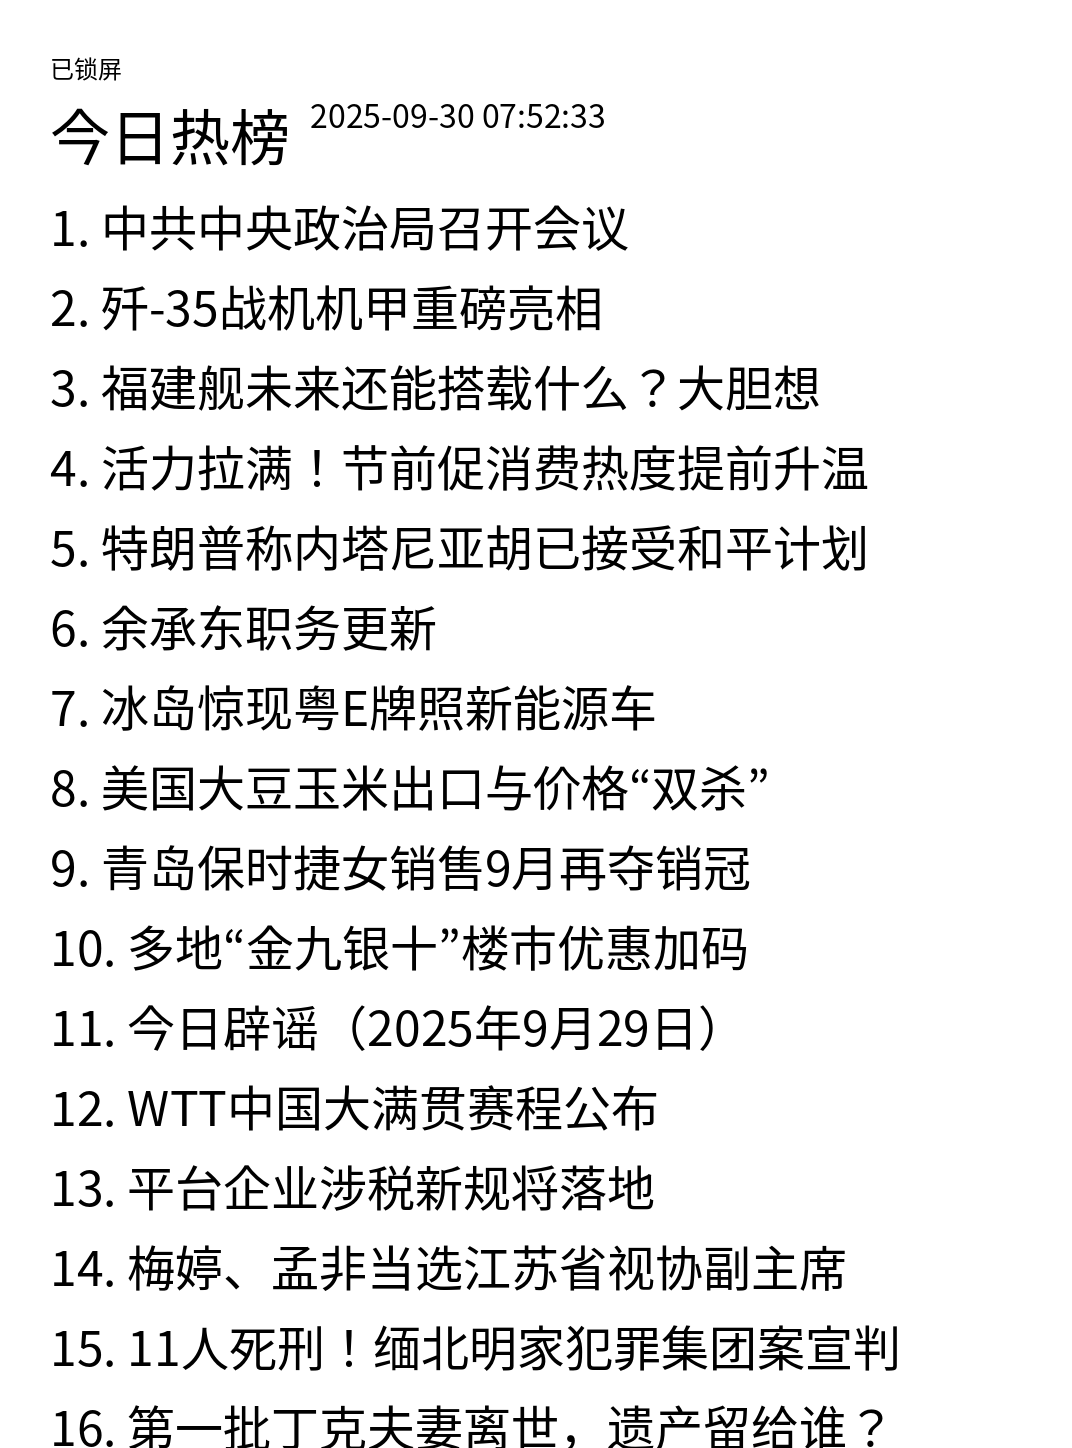 已锁屏
今日热榜 2025-09-30 07:52:33
1. 中共中央政治局召开会议
2. 歼-35战机机甲重磅亮相
3. 福建舰未来还能搭载什么？大胆想
4. 活力拉满！节前促消费热度提前升温
5. 特朗普称内塔尼亚胡已接受和平计划
6. 余承东职务更新
7. 冰岛惊现粤E牌照新能源车
8. 美国大豆玉米出口与价格“双杀”
9. 青岛保时捷女销售9月再夺销冠
10. 多地“金九银十”楼市优惠加码
11. 今日辟谣（2025年9月29日）
12. WTT中国大满贯赛程公布
13. 平台企业涉税新规将落地
14. 梅婷、孟非当选江苏省视协副主席
15. 11人死刑！缅北明家犯罪集团案宣判
16. 第一批丁克夫妻离世，遗产留给谁？